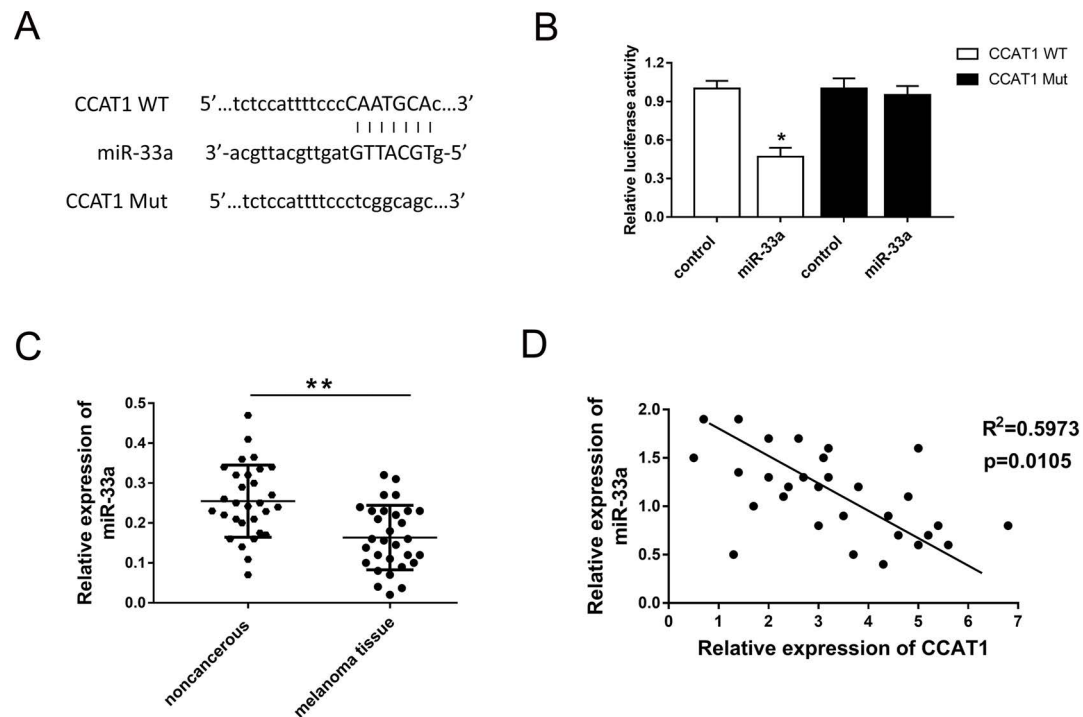 A
CCAT1 WT 5’...tctccattttcccCAATGCAc...3’
miR-33a 3’-acgttacgttgatGTTACGTg-5’
CCAT1 Mut 5’...tctccattttccctcggcagc...3’
B
CCAT1 WT
CCAT1 Mut
Relative luciferase activity
1.2
0.9
0.6
0.3
0.0
*
control
miR-33a
control
miR-33a
C
**
Relative expression of
miR-33a
0.5
0.4
0.3
0.2
0.1
0.0
noncancerous
melanoma tissue
D
Relative expression of
miR-33a
2.0
1.5
1.0
0.5
0.0
0 1 2 3 4 5 6 7
Relative expression of CCAT1
R²=0.5973
p=0.0105